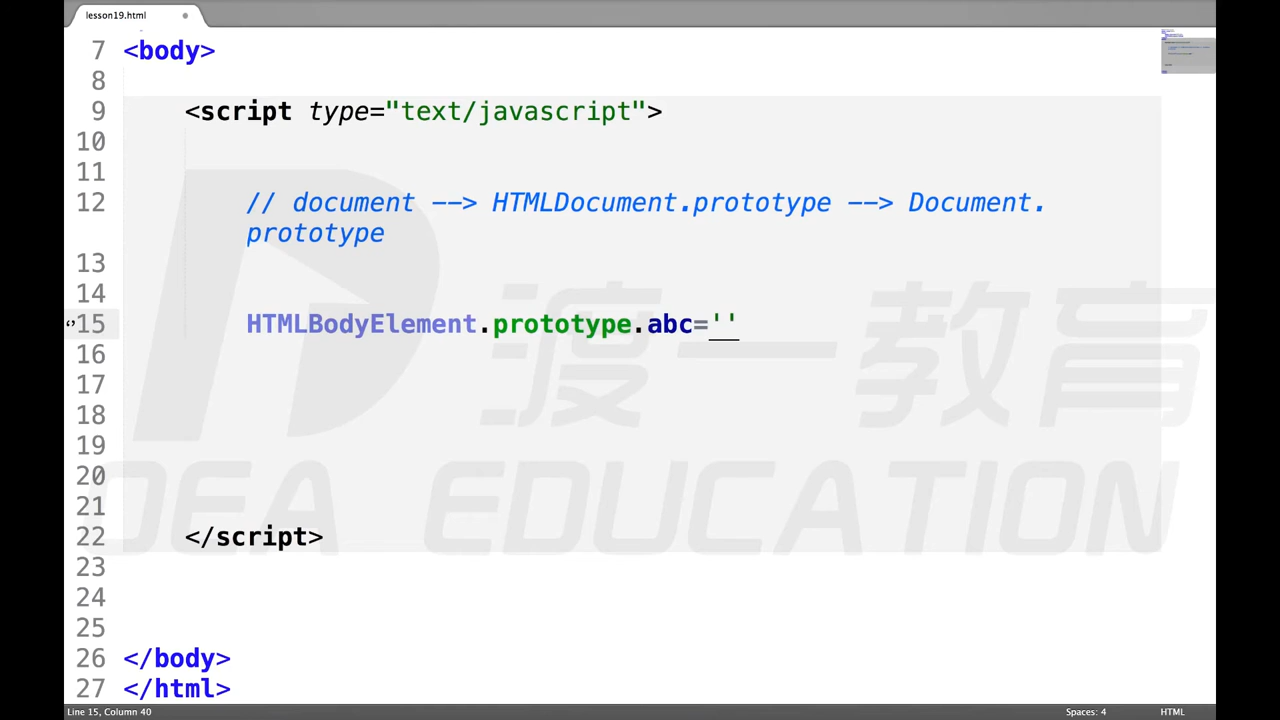 lesson19.html
7 <body>
8
9 <script type="text/javascript">
10
11
12 // document --> HTMLDocument.prototype --> Document.
prototype
13
14
15 HTMLBodyElement.prototype.abc=''
16
17
18
19
20
21
22 </script>
23
24
25
26 </body>
27 </html>
渡一教育
DEA EDUCATION
Line 15, Column 40
Spaces: 4
HTML